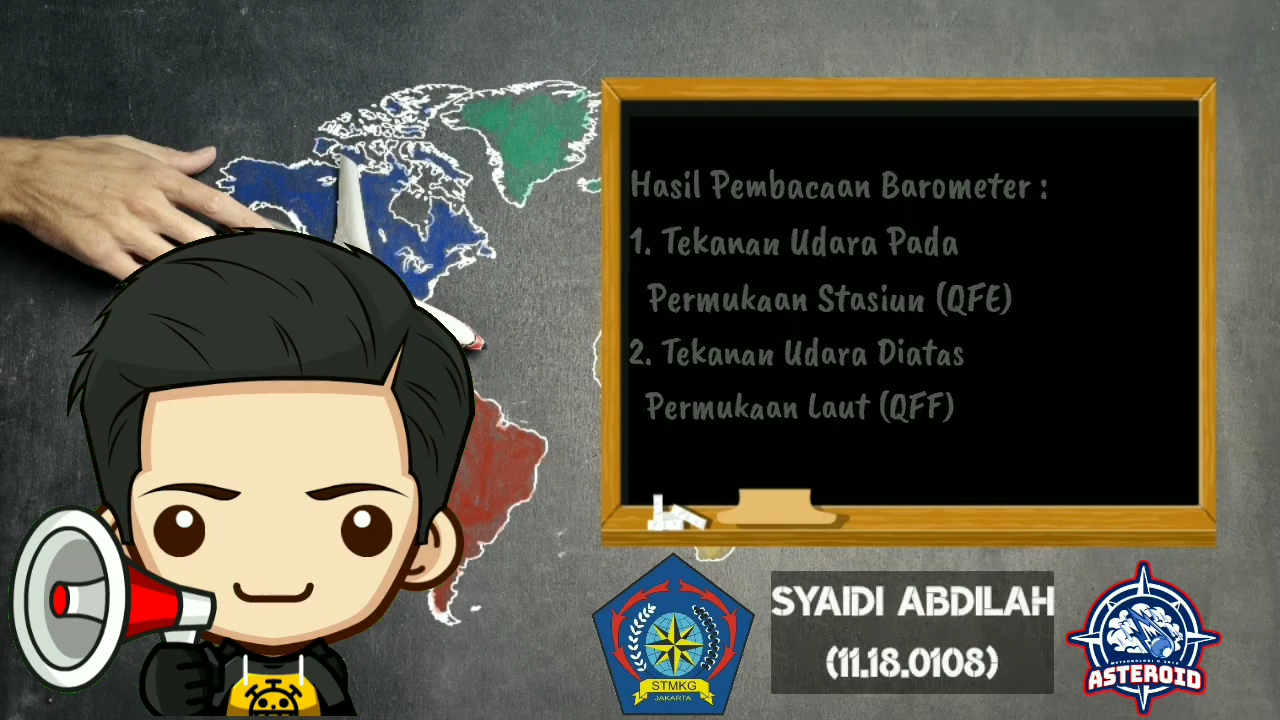 Hasil Pembacaan Barometer :
1. Tekanan Udara Pada
Permukaan Stasiun (QFE)
2. Tekanan Udara Diatas
Permukaan Laut (QFF)
STMKG
JAKARTA
SYAIDI ABDILAH
(11.18.0108)
ASTEROID